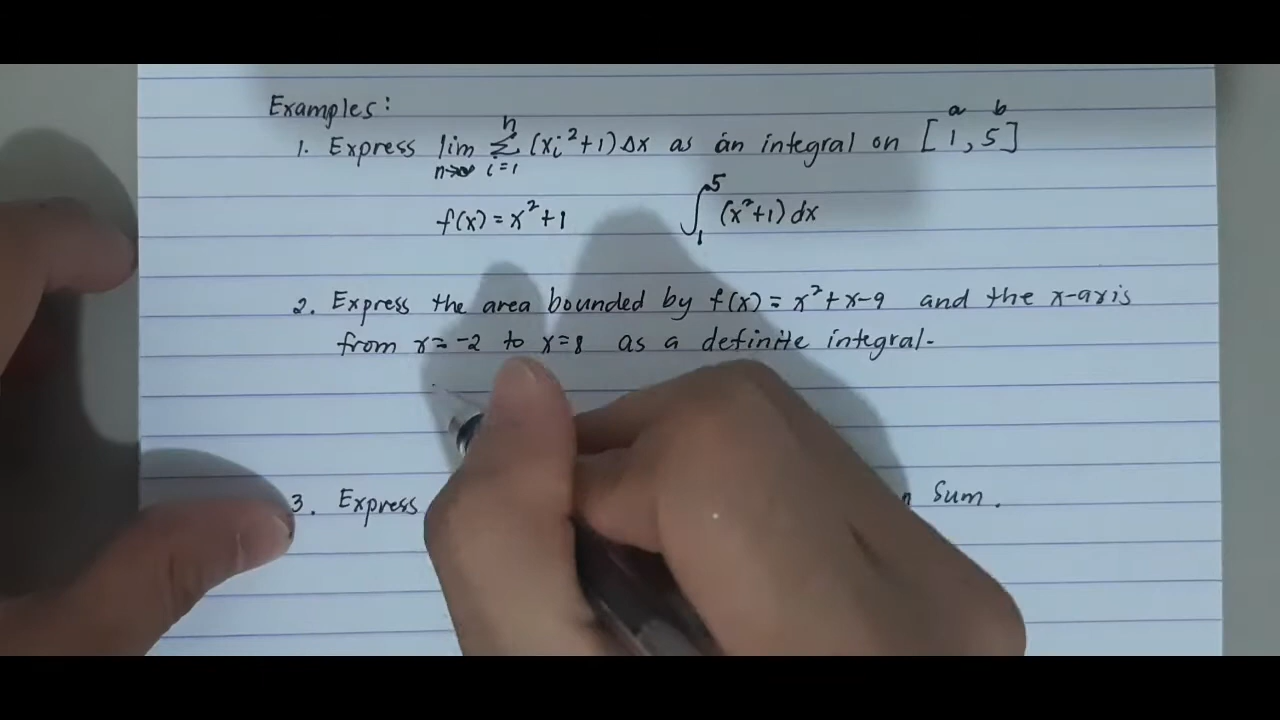 Examples:
n a b
1. Express lim Σ (xi²+1) Δx as an integral on [1, 5]
n→∞ i=1
f(x) = x²+1 ∫₁⁵ (x²+1) dx
2. Express the area bounded by f(x) = x²+x-9 and the x-axis
from x=-2 to x=8 as a definite integral.
3. Express Sum.